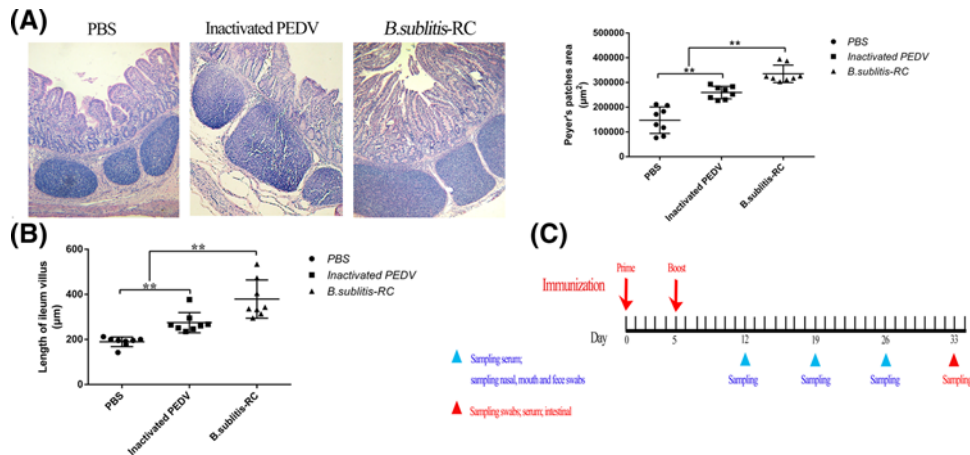 (A)
PBS
Inactivated PEDV
B.sublitis-RC
Peyer's patches area
(µm²)
500000
400000
300000
200000
100000
0
**
**
PBS
Inactivated PEDV
B.sublitis-RC
PBS
Inactivated PEDV
B.sublitis-RC
(B)
Length of ileum villus
(µm)
600
400
200
0
**
**
PBS
Inactivated PEDV
B.sublitis-RC
PBS
Inactivated PEDV
B.sublitis-RC
(C)
Prime
Boost
Immunization
Day
0
5
12
19
26
33
Sampling
Sampling
Sampling
Sampling
Sampling serum;
sampling nasal, mouth and fece swabs
Sampling swabs; serum; intestinal